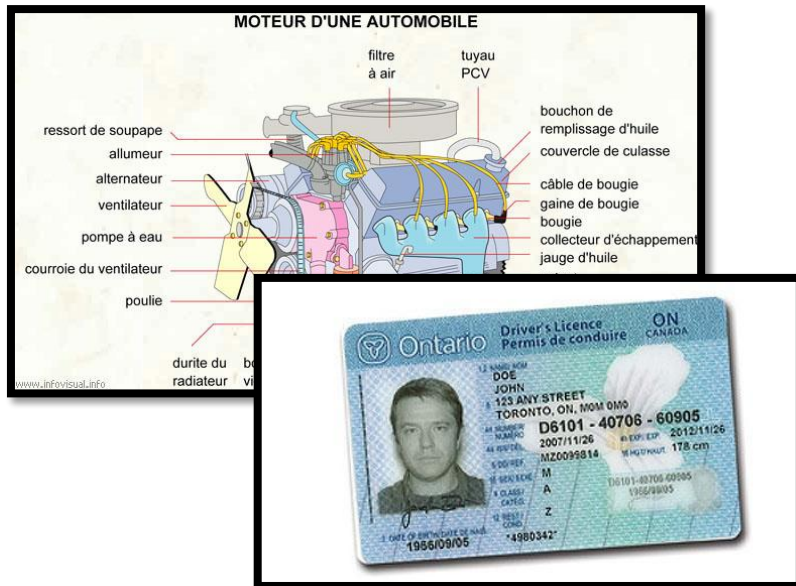 MOTEUR D'UNE AUTOMOBILE
filtre
à air
tuyau
PCV
bouchon de
remplissage d'huile
couvercle de culasse
câble de bougie
gaine de bougie
bougie
collecteur d'échappement
jauge d'huile
ressort de soupape
allumeur
alternateur
ventilateur
pompe à eau
courroie du ventilateur
poulie
durite du
radiateur
www.infovisual.info
Ontario
Driver's Licence
Permis de conduire
ON
CANADA
DOE
JOHN
123 ANY STREET
TORONTO, ON, M0M 0M0
D6101 - 40706 - 60905
2007/11/26
2012/11/26
MZ0099814
178 cm
M
A
Z
D6101-40706-60905
1966/09/05
1966/09/05
*4980342*